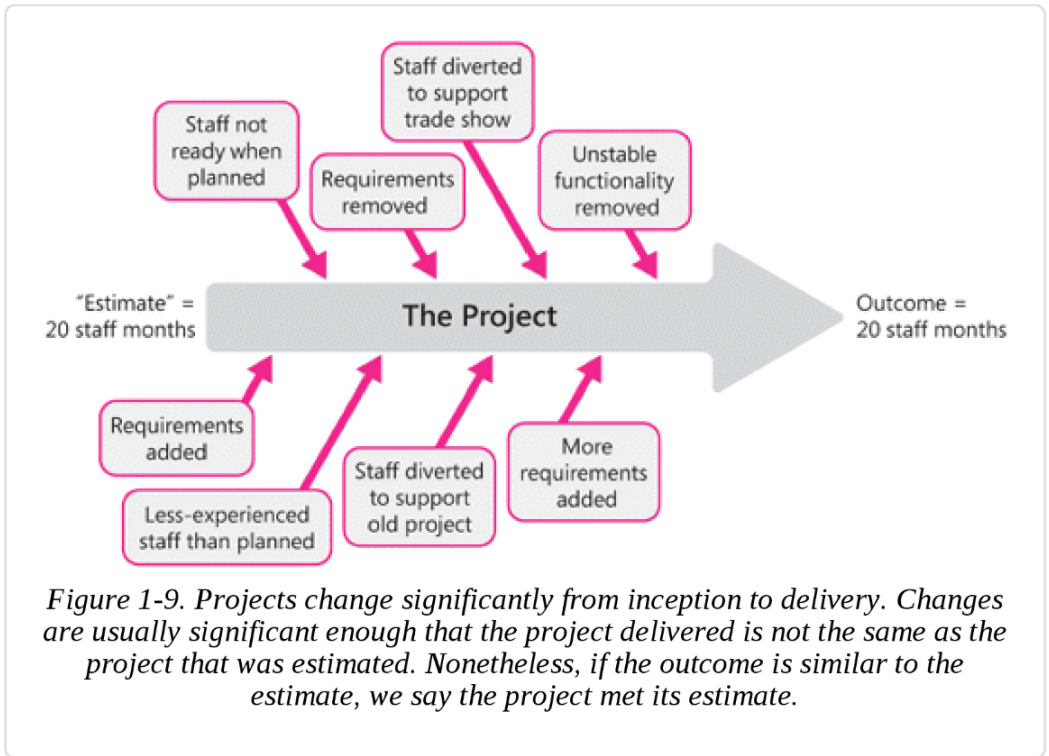 Staff diverted
to support
trade show
Staff not
ready when
planned
Requirements
removed
Unstable
functionality
removed
"Estimate" =
20 staff months
The Project
Outcome =
20 staff months
Requirements
added
Less-experienced
staff than planned
Staff diverted
to support
old project
More
requirements
added
Figure 1-9. Projects change significantly from inception to delivery. Changes
are usually significant enough that the project delivered is not the same as the
project that was estimated. Nonetheless, if the outcome is similar to the
estimate, we say the project met its estimate.